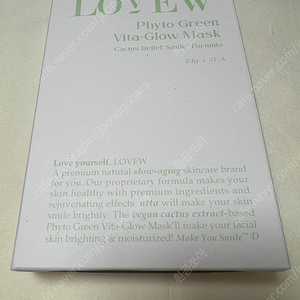 LOVEW
Phyto Green
Vita-Glow Mask
Cactus Relief Smile Formula
Love yourself. LOVEW
A premium natural slow-aging skincare brand
for you. Our proprietary formula makes your
skin healthy with premium ingredients and
rejuvenating effects. atta will make your skin
smile brightly. The vegan cactus extract-based
Phyto Green Vita-Glow Mask'll make your facial
skin brighting & moisturized! Make You Smile™:D